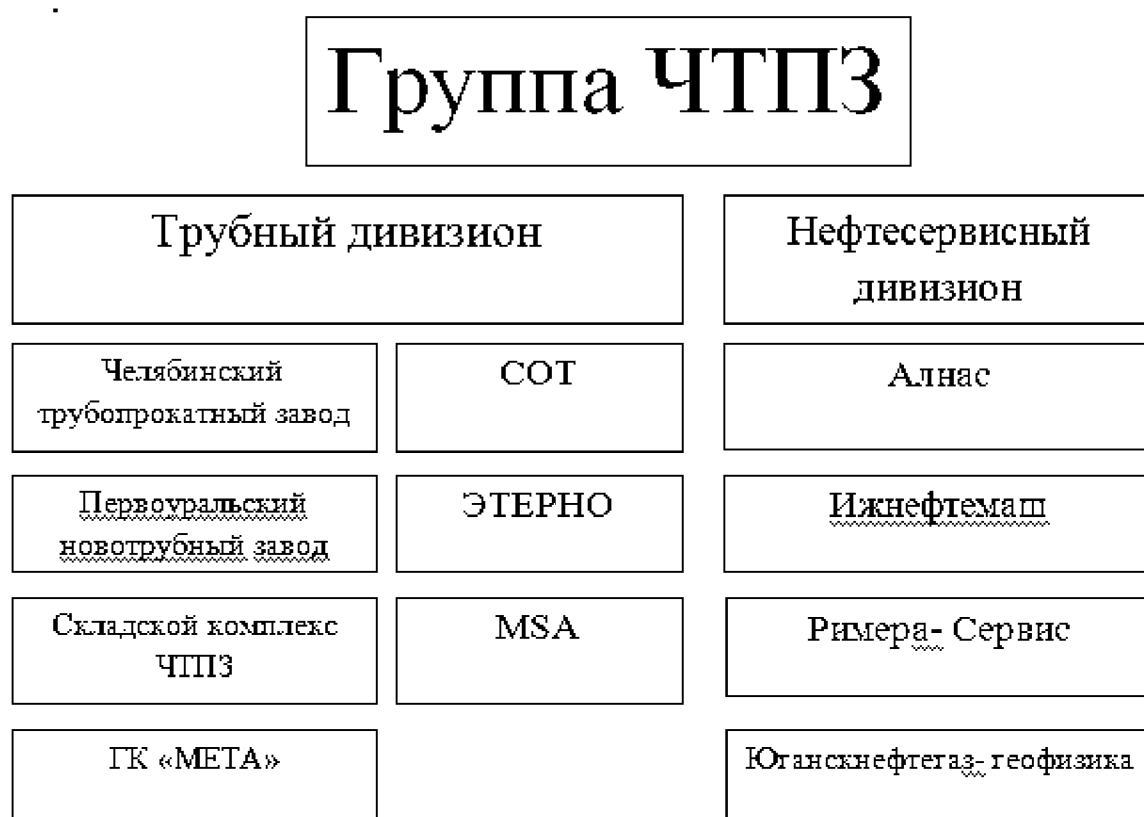 Группа ЧТПЗ
Трубный дивизион
Нефтесервисный
дивизион
Челябинский
трубопрокатный завод
СОТ
Алнас
Первоуральский
новотрубный завод
ЭТЕРНО
Ижнефтемаш
Складской комплекс
ЧТПЗ
MSA
Римера- Сервис
ГК «МЕТА»
Юганскнефтегаз- геофизика